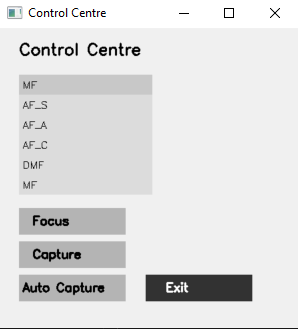 Control Centre
Control Centre
MF
AF_S
AF_A
AF_C
DMF
MF
Focus
Capture
Auto Capture Exit